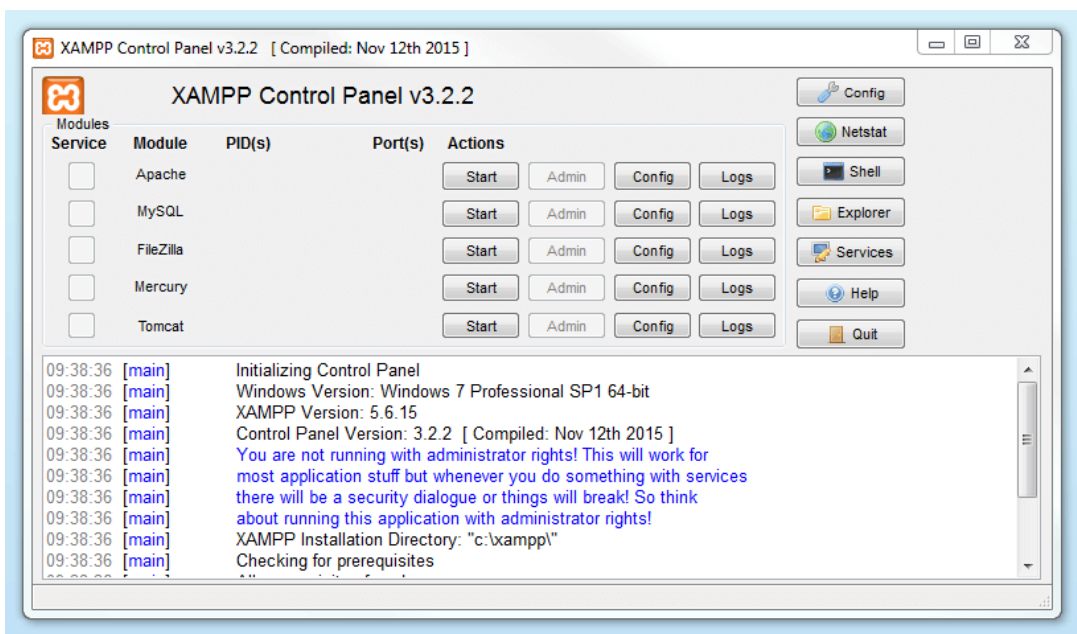 XAMPP Control Panel v3.2.2 [ Compiled: Nov 12th 2015 ]
XAMPP Control Panel v3.2.2
Modules
Service Module PID(s) Port(s) Actions
Apache Start Admin Config Logs
MySQL Start Admin Config Logs
FileZilla Start Admin Config Logs
Mercury Start Admin Config Logs
Tomcat Start Admin Config Logs
Config
Netstat
Shell
Explorer
Services
Help
Quit
09:38:36 [main] Initializing Control Panel
09:38:36 [main] Windows Version: Windows 7 Professional SP1 64-bit
09:38:36 [main] XAMPP Version: 5.6.15
09:38:36 [main] Control Panel Version: 3.2.2 [ Compiled: Nov 12th 2015 ]
09:38:36 [main] You are not running with administrator rights! This will work for
09:38:36 [main] most application stuff but whenever you do something with services
09:38:36 [main] there will be a security dialogue or things will break! So think
09:38:36 [main] about running this application with administrator rights!
09:38:36 [main] XAMPP Installation Directory: "c:\xampp\"
09:38:36 [main] Checking for prerequisites